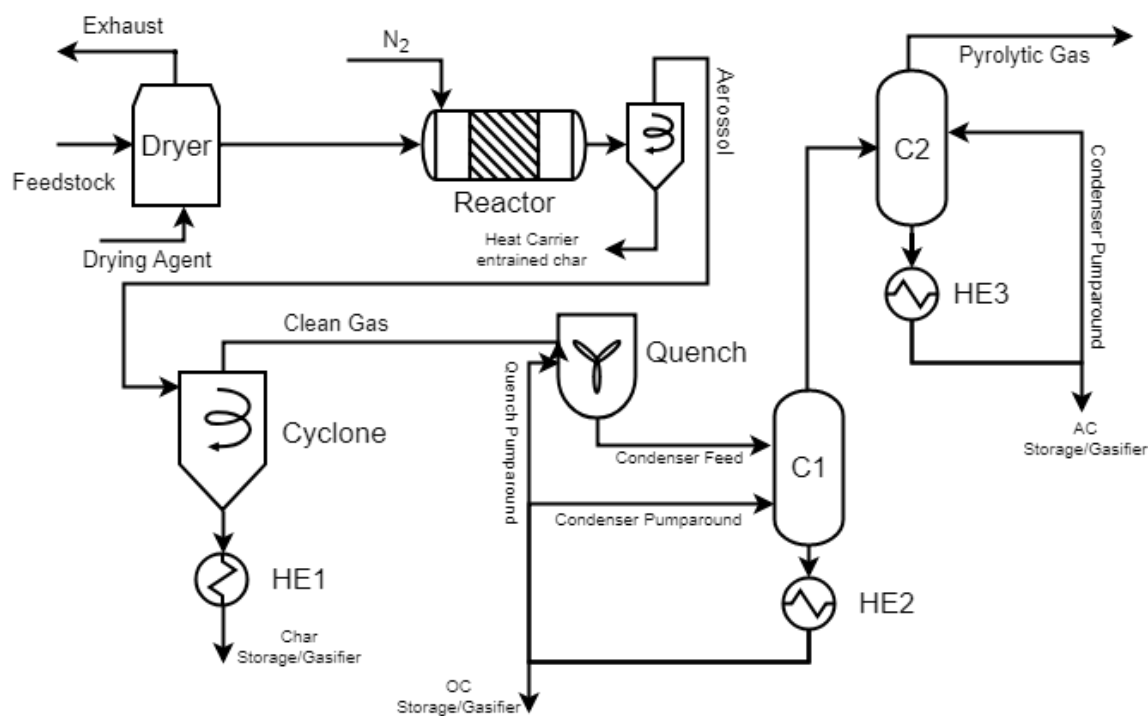 Exhaust
N2
Aerossol
Pyrolytic Gas
Dryer
C2
Feedstock
Reactor
Condenser Pumparound
Drying Agent
Heat Carrier
entrained char
HE3
Clean Gas
Quench
Quench Pumparound
Cyclone
Condenser Feed
C1
AC
Storage/Gasifier
Condenser Pumparound
HE1
HE2
Char
Storage/Gasifier
OC
Storage/Gasifier